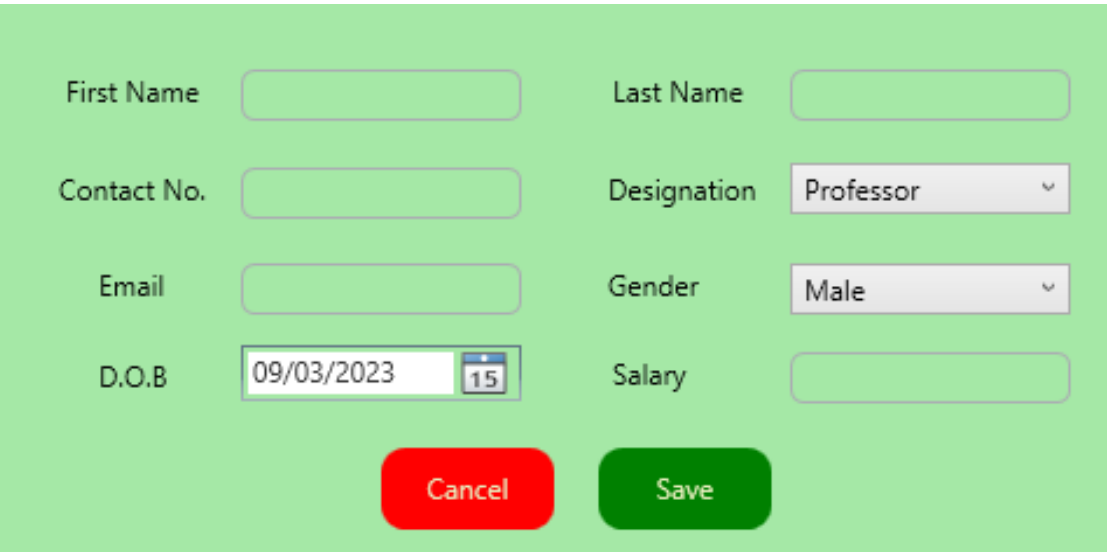 First Name Last Name
Contact No. Designation Professor
Email Gender Male
D.O.B 09/03/2023 15 Salary
Cancel Save